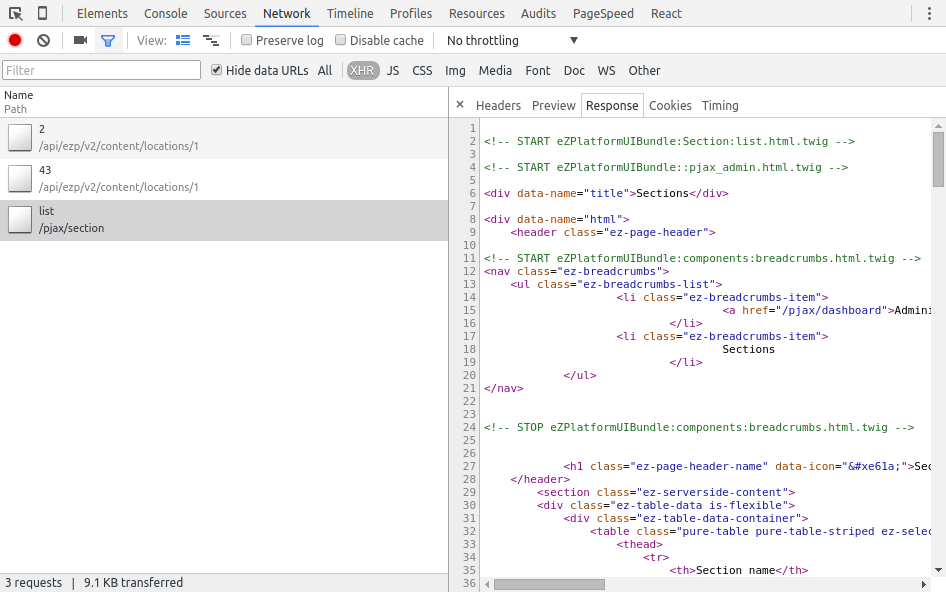 Elements Console Sources Network Timeline Profiles Resources Audits PageSpeed React
View: Preserve log Disable cache No throttling
Filter Hide data URLs All XHR JS CSS Img Media Font Doc WS Other
Name
Path
2
/api/ezp/v2/content/locations/1
43
/api/ezp/v2/content/locations/1
list
/pjax/section
3 requests | 9.1 KB transferred
× Headers Preview Response Cookies Timing
1
2 <!-- START eZPlatformUIBundle:Section:list.html.twig -->
3
4 <!-- START eZPlatformUIBundle::pjax_admin.html.twig -->
5
6 <div data-name="title">Sections</div>
7
8 <div data-name="html">
9 <header class="ez-page-header">
10
11 <!-- START eZPlatformUIBundle:components:breadcrumbs.html.twig -->
12 <nav class="ez-breadcrumbs">
13 <ul class="ez-breadcrumbs-list">
14 <li class="ez-breadcrumbs-item">
15 <a href="/pjax/dashboard">Admini
16 </li>
17 <li class="ez-breadcrumbs-item">
18 Sections
19 </li>
20 </ul>
21 </nav>
22
23
24 <!-- STOP eZPlatformUIBundle:components:breadcrumbs.html.twig -->
25
26
27 <h1 class="ez-page-header-name" data-icon="&#xe61a;">Sec
28 </header>
29 <section class="ez-serverside-content">
30 <div class="ez-table-data is-flexible">
31 <div class="ez-table-data-container">
32 <table class="pure-table pure-table-striped ez-selec
33 <thead>
34 <tr>
35 <th>Section name</th>
36